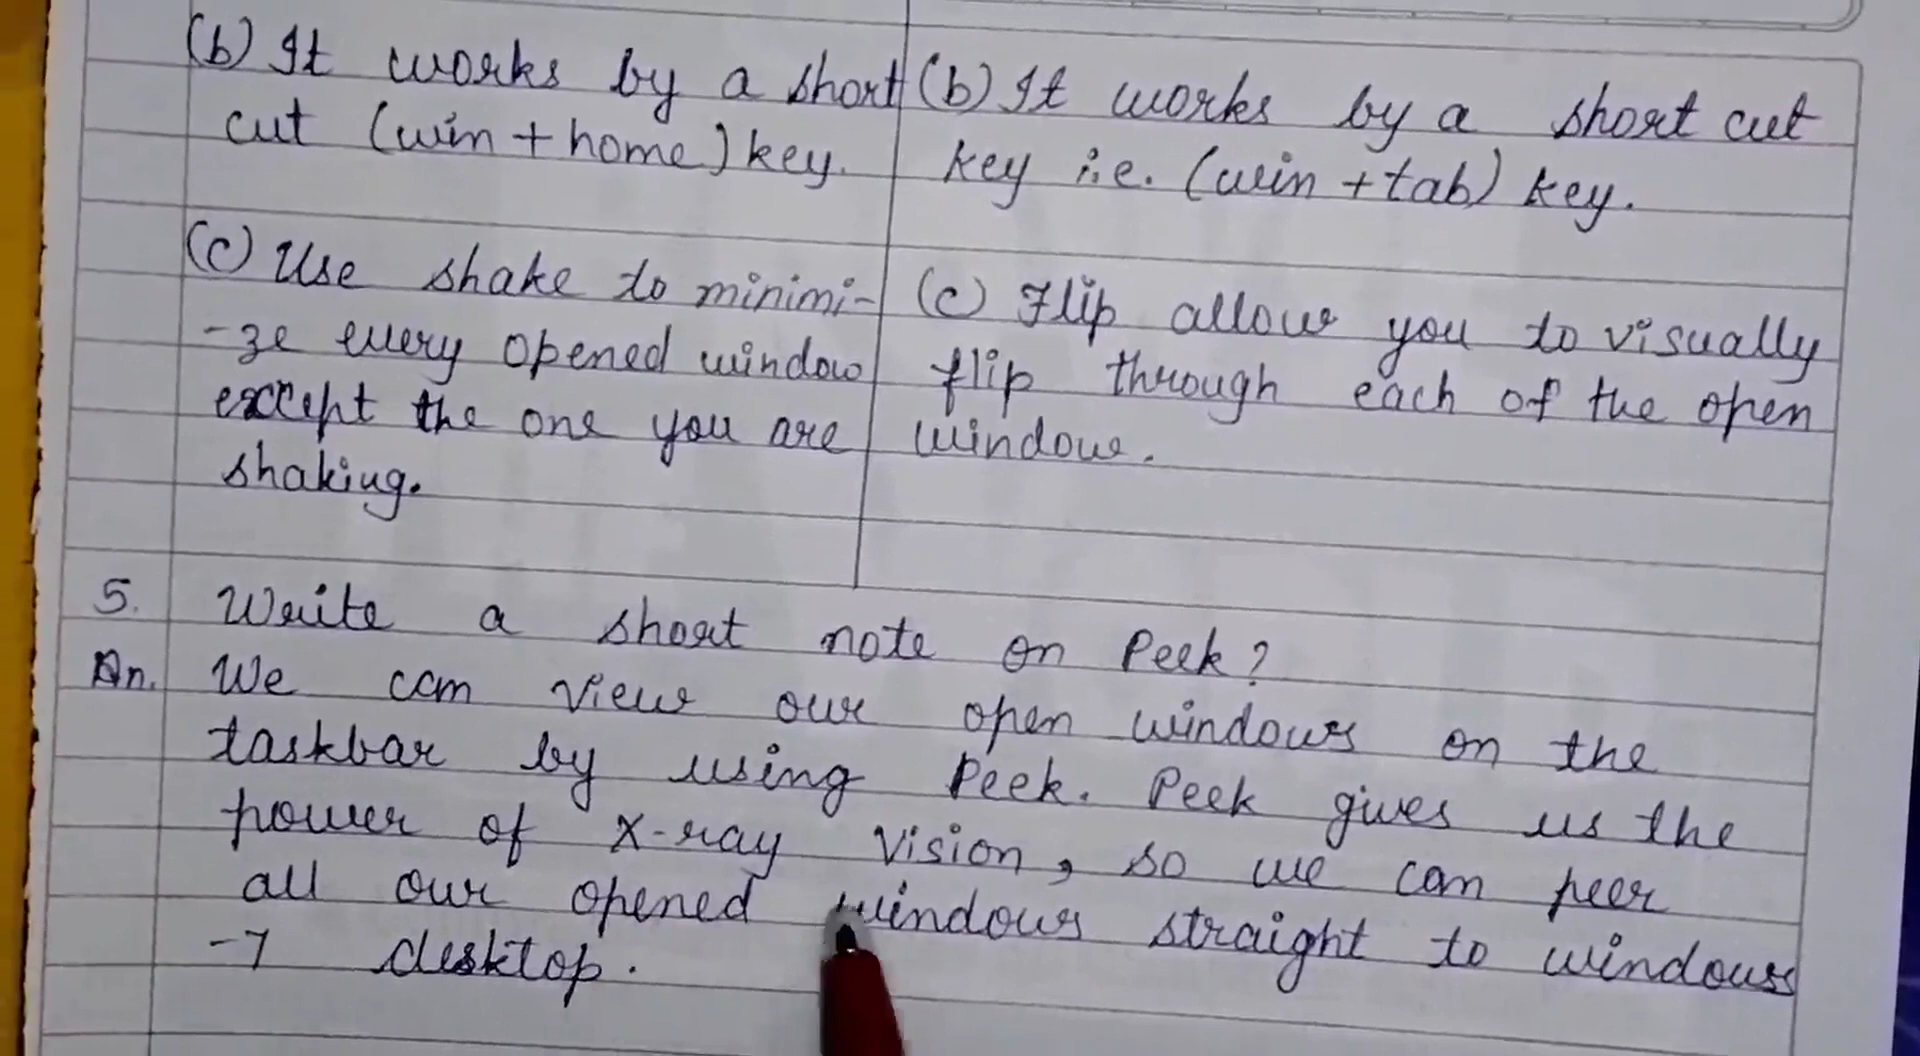 (b) It works by a short
cut (win + home) key.
(c) Use shake to minimi-
-ze every opened window
except the one you are
shaking.
(b) It works by a short cut
key i.e. (win + tab) key.
(c) Flip allow you to visually
flip through each of the open
window.
5. Write a short note on Peek?
An. We can view our open windows on the
taskbar by using Peek. Peek gives us the
power of X-ray Vision, so we can peer
all our opened windows straight to windows
-7 desktop.